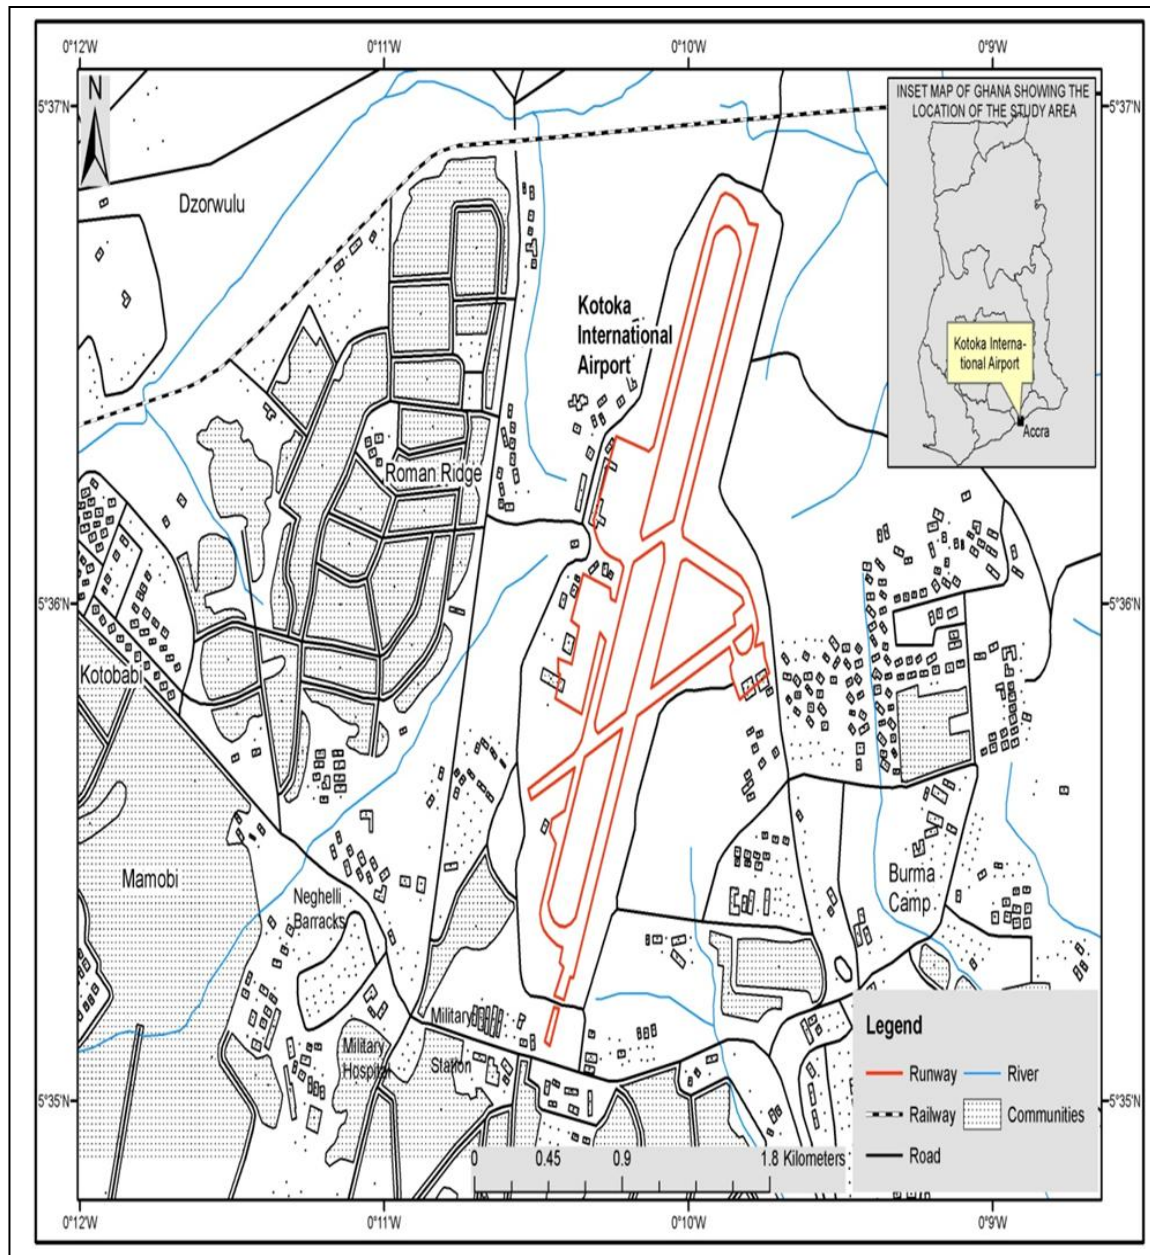 0°12'W 0°11'W 0°10'W 0°9'W
N
5°37'N
5°37'N
INSET MAP OF GHANA SHOWING THE
LOCATION OF THE STUDY AREA
Dzorwulu
Kotoka
International
Airport
Kotoka Interna-
tional Airport
Accra
Roman Ridge
5°36'N
5°36'N
Kotobabi
Mamobi
Neghelli
Barracks
Burma
Camp
Military
Station
Military
Hospital
5°35'N
5°35'N
Legend
Runway
River
Railway
Communities
Road
0 0.45 0.9 1.8 Kilometers
0°12'W 0°11'W 0°10'W 0°9'W